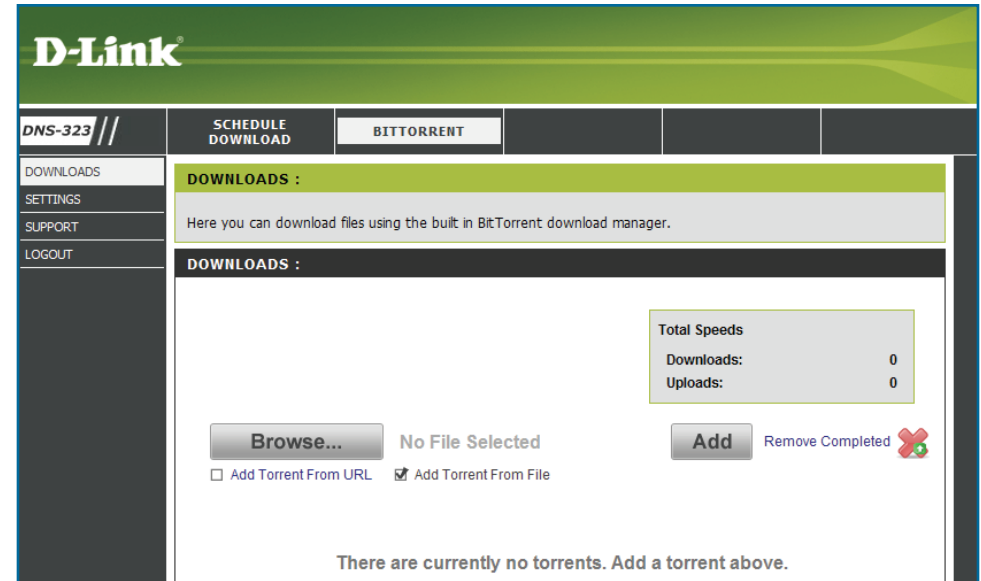 D-Link®
DNS-323
SCHEDULE
DOWNLOAD
BITTORRENT
DOWNLOADS
SETTINGS
SUPPORT
LOGOUT
DOWNLOADS :
Here you can download files using the built in BitTorrent download manager.
DOWNLOADS :
Total Speeds
Downloads: 0
Uploads: 0
Browse... No File Selected Add Remove Completed
Add Torrent From URL Add Torrent From File
There are currently no torrents. Add a torrent above.